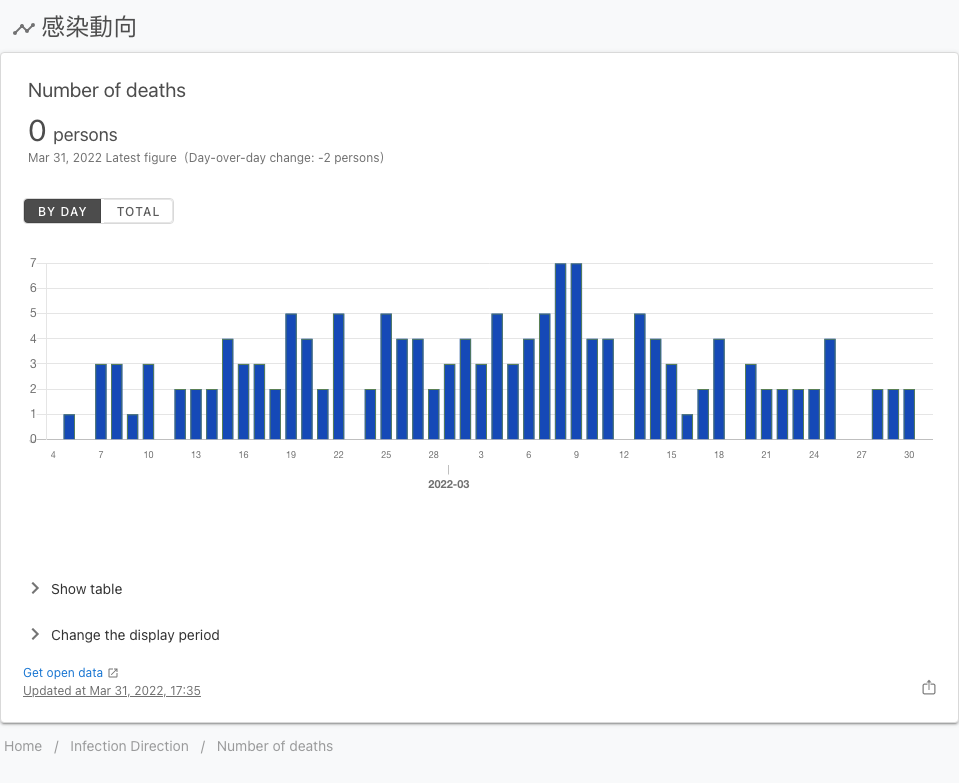 感染動向
Number of deaths
0 persons
Mar 31, 2022 Latest figure (Day-over-day change: -2 persons)
BY DAY TOTAL
7
6
5
4
3
2
1
0
4 7 10 13 16 19 22 25 28 3 6 9 12 15 18 21 24 27 30
2022-03
Show table
Change the display period
Get open data
Updated at Mar 31, 2022, 17:35
Home / Infection Direction / Number of deaths